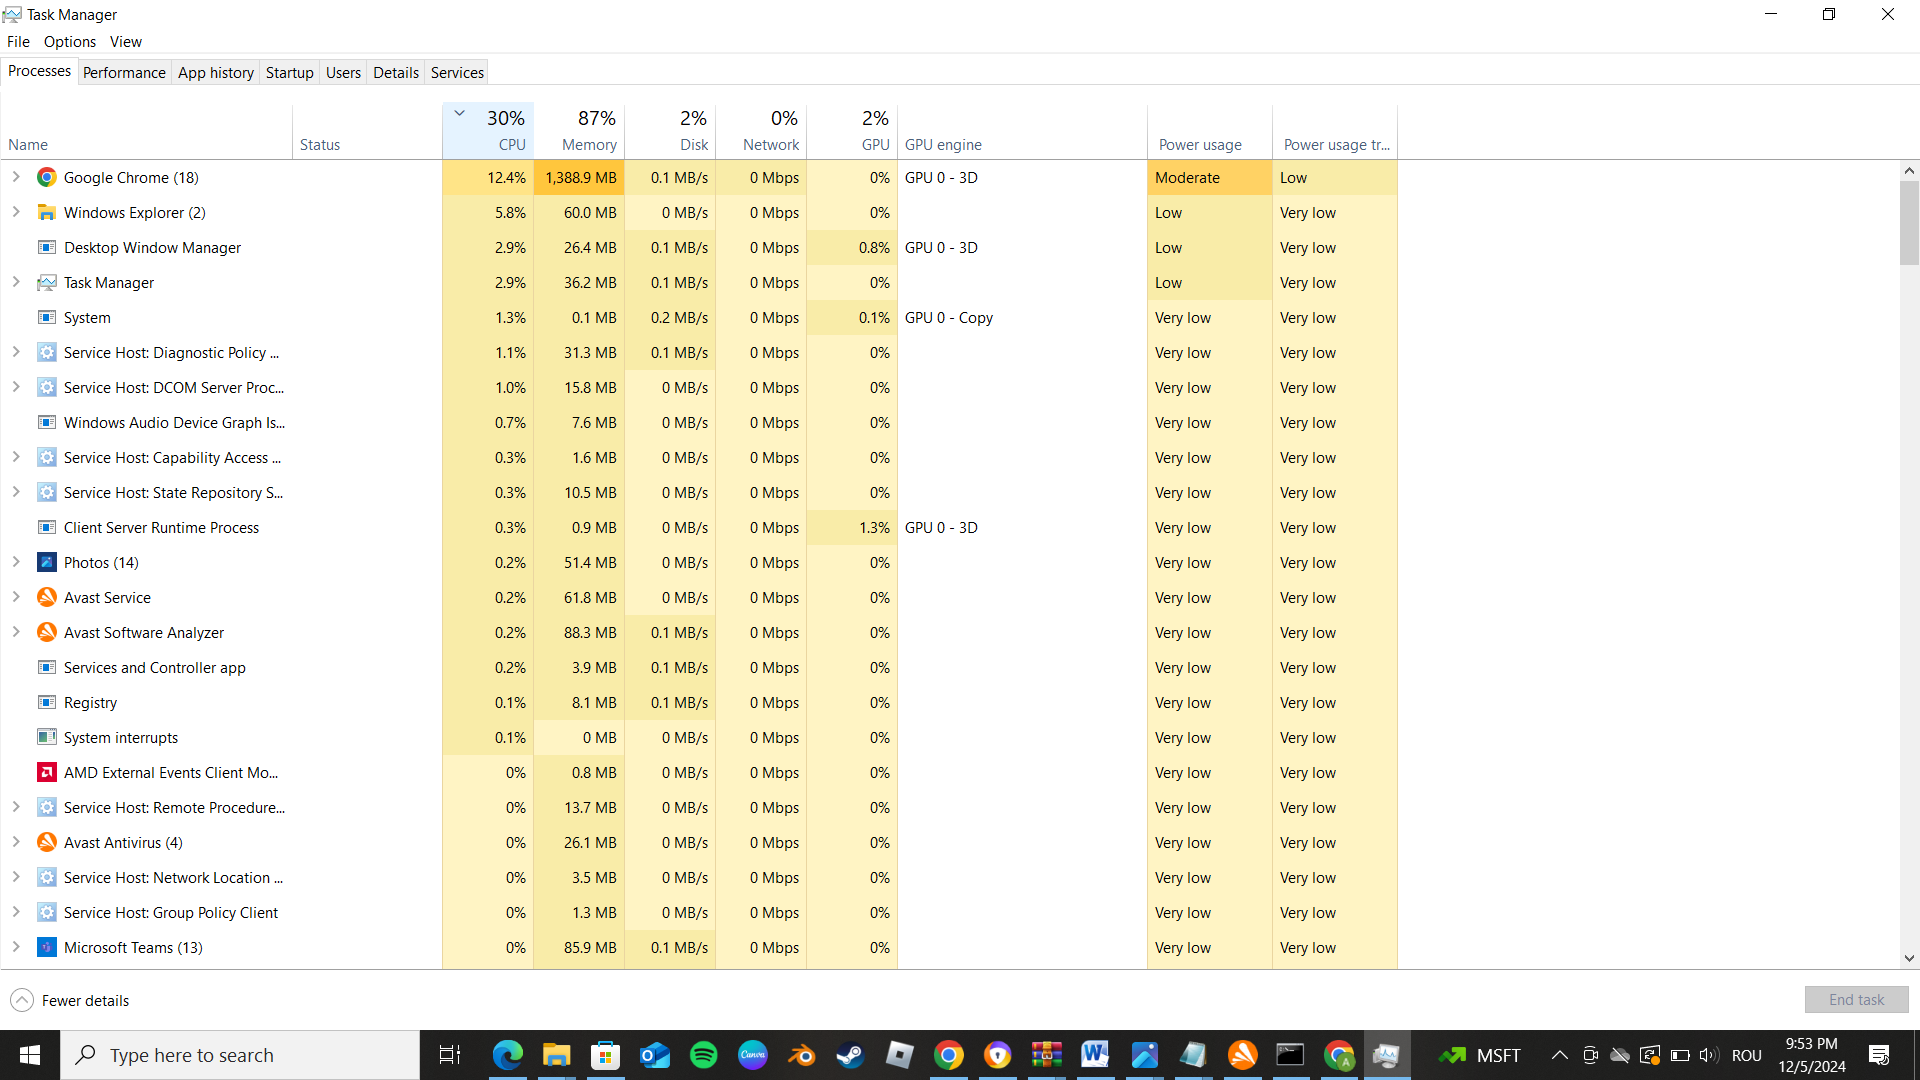 Task Manager
File Options View
Processes Performance App history Startup Users Details Services
30% 87% 2% 0% 2%
Name Status CPU Memory Disk Network GPU GPU engine Power usage Power usage tr...
Google Chrome (18) 12.4% 1,388.9 MB 0.1 MB/s 0 Mbps 0% GPU 0 - 3D Moderate Low
Windows Explorer (2) 5.8% 60.0 MB 0 MB/s 0 Mbps 0% Low Very low
Desktop Window Manager 2.9% 26.4 MB 0.1 MB/s 0 Mbps 0.8% GPU 0 - 3D Low Very low
Task Manager 2.9% 36.2 MB 0.1 MB/s 0 Mbps 0% Low Very low
System 1.3% 0.1 MB 0.2 MB/s 0 Mbps 0.1% GPU 0 - Copy Very low Very low
Service Host: Diagnostic Policy ... 1.1% 31.3 MB 0.1 MB/s 0 Mbps 0% Very low Very low
Service Host: DCOM Server Proc... 1.0% 15.8 MB 0 MB/s 0 Mbps 0% Very low Very low
Windows Audio Device Graph Is... 0.7% 7.6 MB 0 MB/s 0 Mbps 0% Very low Very low
Service Host: Capability Access ... 0.3% 1.6 MB 0 MB/s 0 Mbps 0% Very low Very low
Service Host: State Repository S... 0.3% 10.5 MB 0 MB/s 0 Mbps 0% Very low Very low
Client Server Runtime Process 0.3% 0.9 MB 0 MB/s 0 Mbps 1.3% GPU 0 - 3D Very low Very low
Photos (14) 0.2% 51.4 MB 0 MB/s 0 Mbps 0% Very low Very low
Avast Service 0.2% 61.8 MB 0 MB/s 0 Mbps 0% Very low Very low
Avast Software Analyzer 0.2% 88.3 MB 0.1 MB/s 0 Mbps 0% Very low Very low
Services and Controller app 0.2% 3.9 MB 0.1 MB/s 0 Mbps 0% Very low Very low
Registry 0.1% 8.1 MB 0.1 MB/s 0 Mbps 0% Very low Very low
System interrupts 0.1% 0 MB 0 MB/s 0 Mbps 0% Very low Very low
AMD External Events Client Mo... 0% 0.8 MB 0 MB/s 0 Mbps 0% Very low Very low
Service Host: Remote Procedure... 0% 13.7 MB 0 MB/s 0 Mbps 0% Very low Very low
Avast Antivirus (4) 0% 26.1 MB 0 MB/s 0 Mbps 0% Very low Very low
Service Host: Network Location ... 0% 3.5 MB 0 MB/s 0 Mbps 0% Very low Very low
Service Host: Group Policy Client 0% 1.3 MB 0 MB/s 0 Mbps 0% Very low Very low
Microsoft Teams (13) 0% 85.9 MB 0.1 MB/s 0 Mbps 0% Very low Very low
Fewer details End task
Type here to search Canva MSFT ROU 9:53 PM
12/5/2024